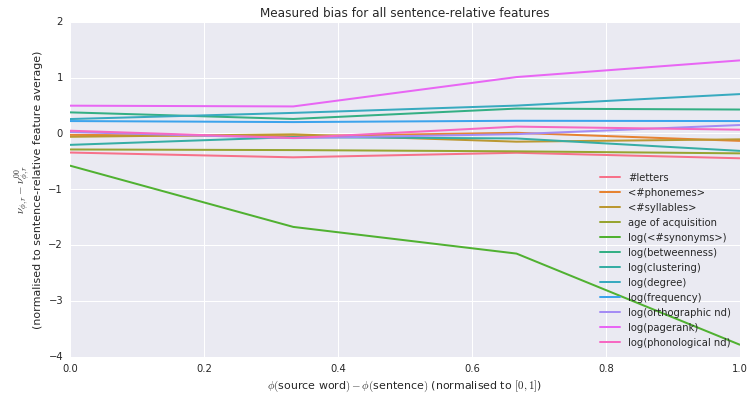 Measured bias for all sentence-relative features
2
1
0
−1
−2
−3
−4
ν_{ϕ,r} − ν^{00}_{ϕ,r}
(normalised to sentence-relative feature average)
#letters
<#phonemes>
<#syllables>
age of acquisition
log(<#synonyms>)
log(betweenness)
log(clustering)
log(degree)
log(frequency)
log(orthographic nd)
log(pagerank)
log(phonological nd)
0.0 0.2 0.4 0.6 0.8 1.0
ϕ(source word) − ϕ(sentence) (normalised to [0, 1])